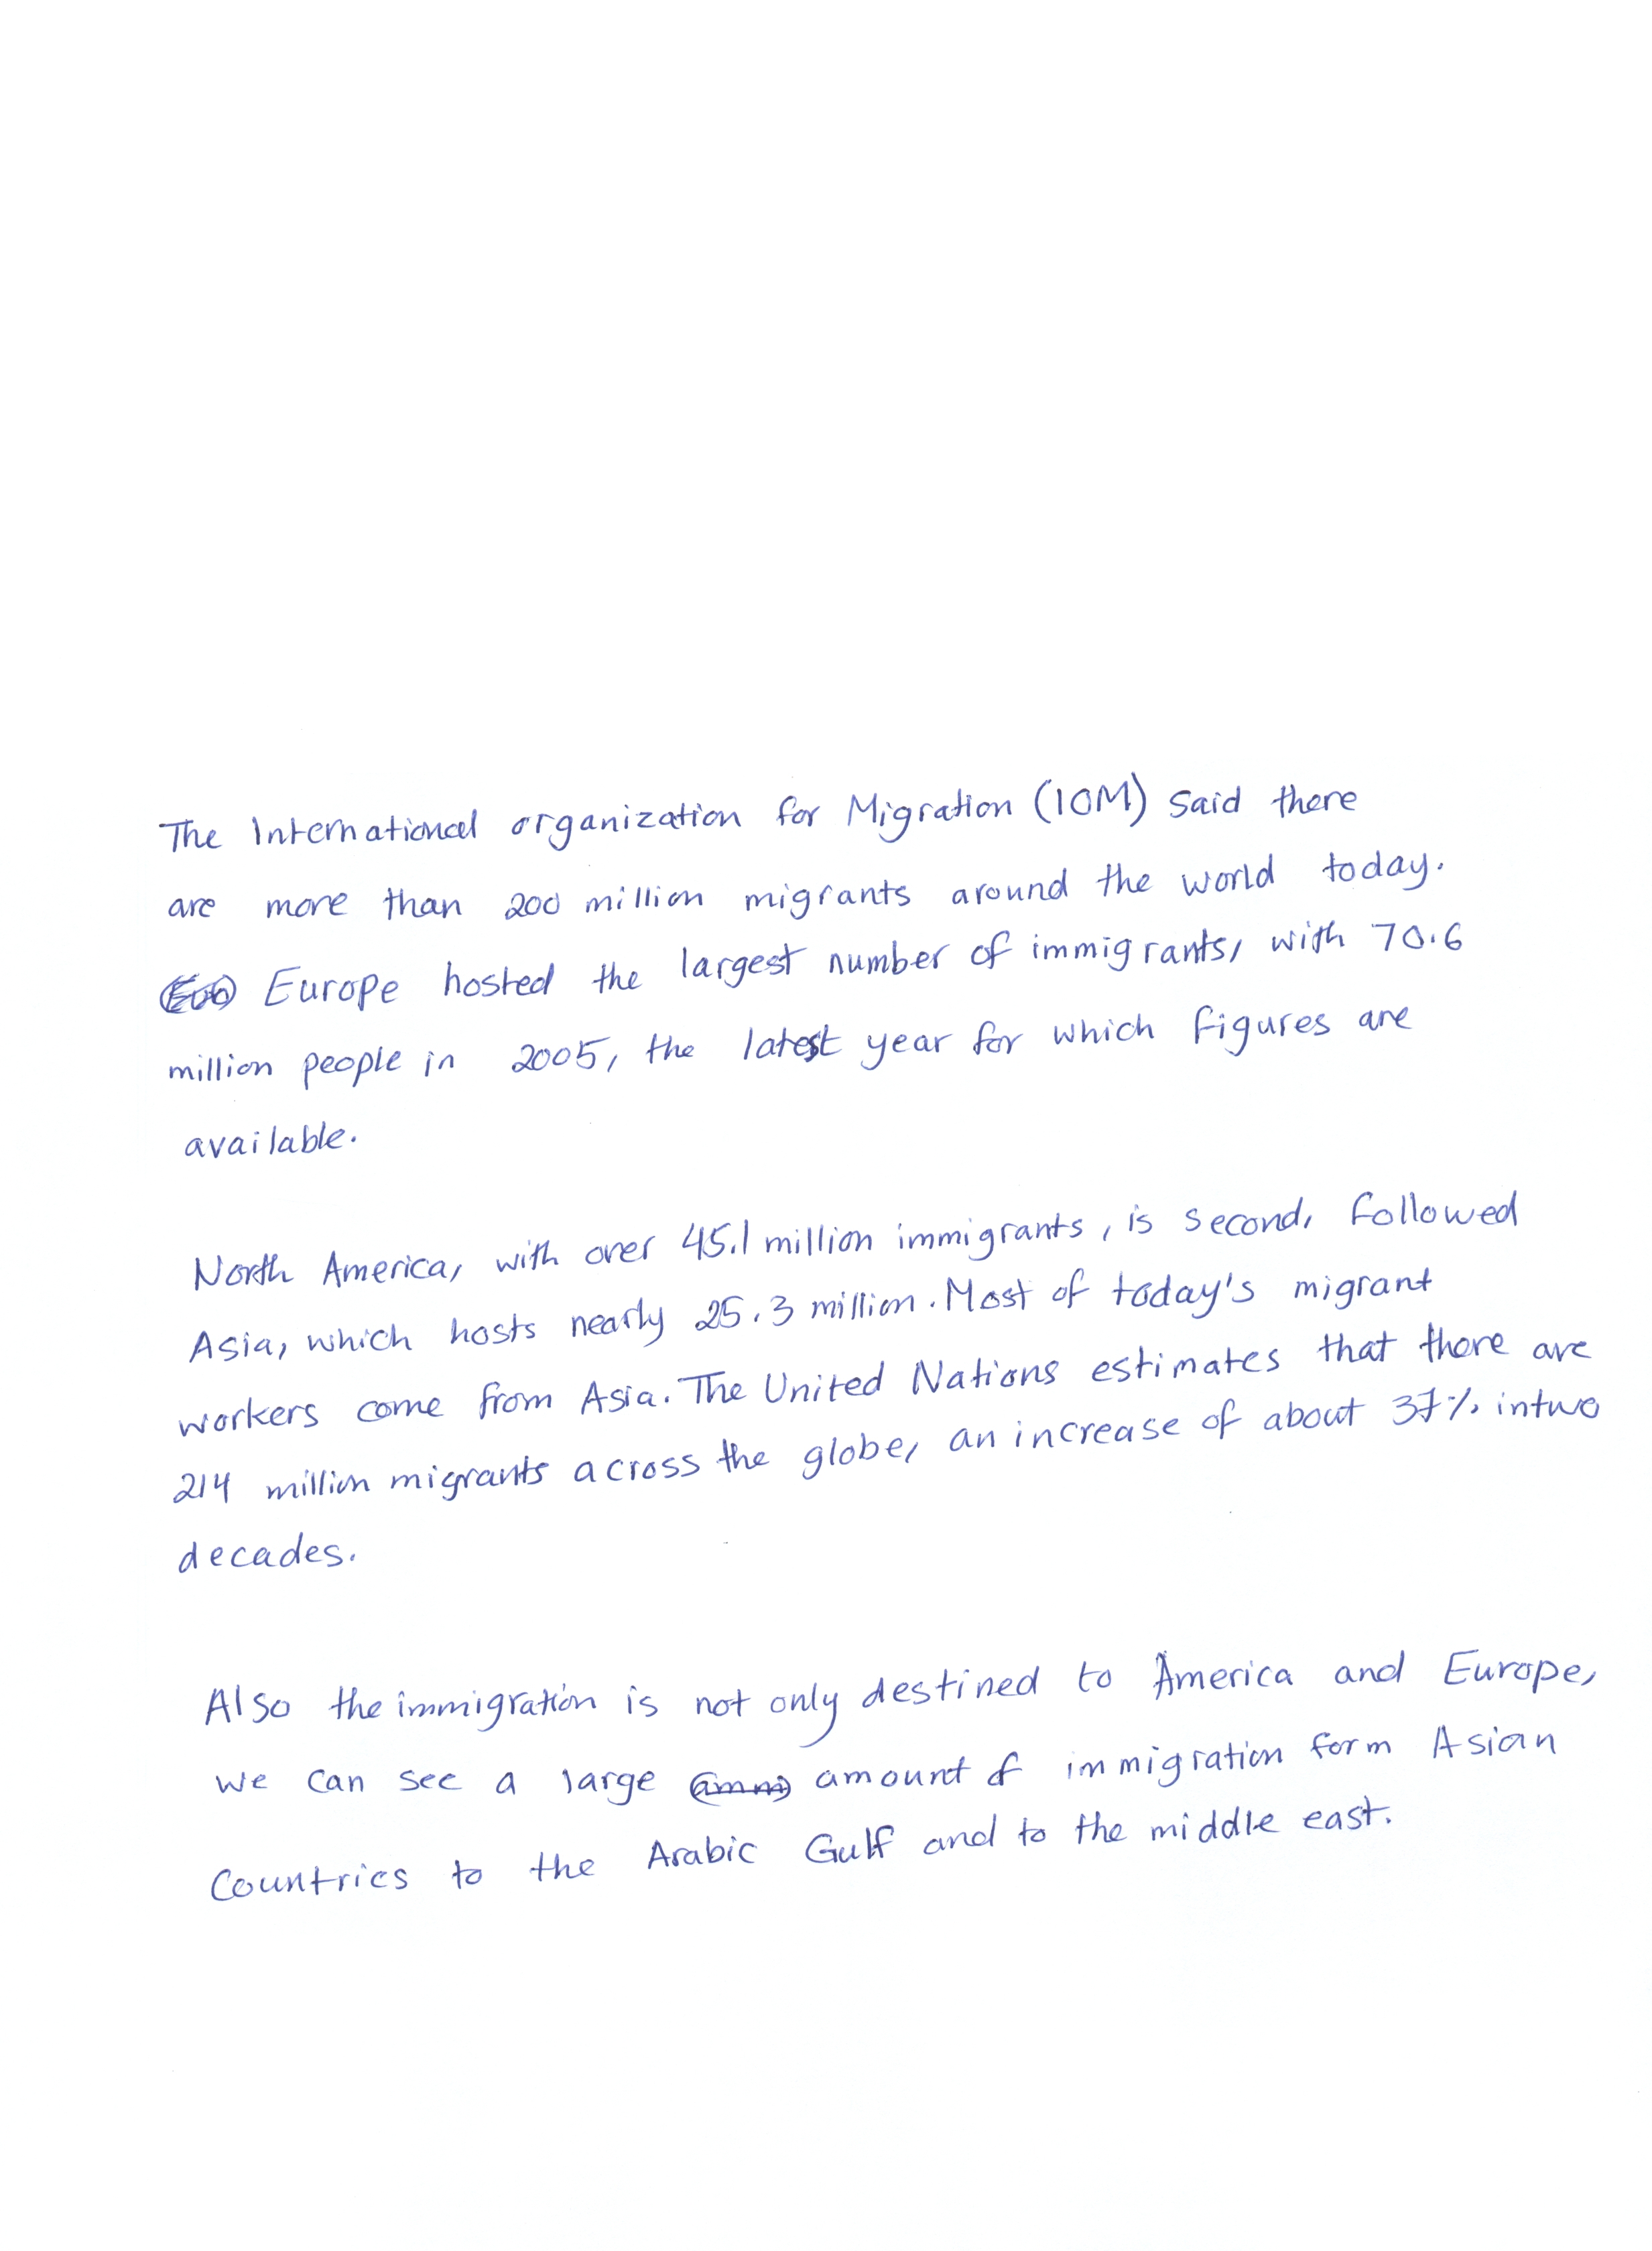 The International organization for Migration (IOM) said there
are more than 200 million migrants around the world today.
Europe hosted the largest number of immigrants, with 70.6
million people in 2005, the latest year for which figures are
available.
North America, with over 45.1 million immigrants, is second, followed
Asia, which hosts nearly 25.3 million. Most of today's migrant
workers come from Asia. The United Nations estimates that there are
214 million migrants across the globe, an increase of about 37% intwo
decades.
Also the immigration is not only destined to America and Europe,
we can see a large amount of immigration form Asian
Countries to the Arabic Gulf and to the middle east.